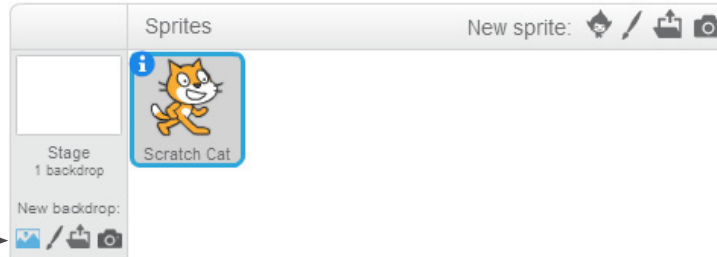 Sprites
New sprite:
Scratch Cat
Stage
1 backdrop
New backdrop: